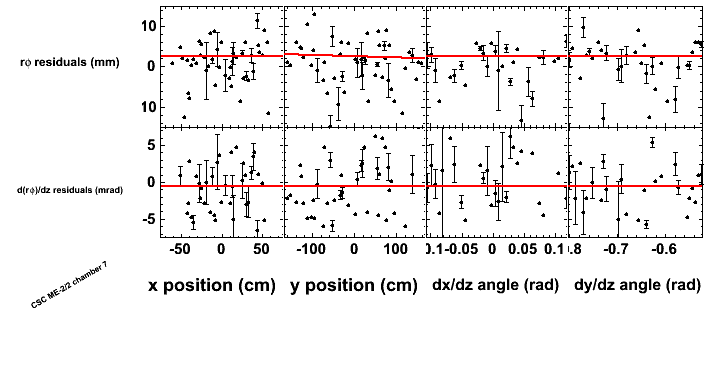 10
rφ residuals (mm)
0
10
5
d(rφ)/dz residuals (mrad)
0
-5
-50 0 50 -100 0 100 0.1-0.05 0 0.05 0.1 .8 -0.7 -0.6
x position (cm) y position (cm) dx/dz angle (rad) dy/dz angle (rad)
CSC ME-2/2 chamber 7